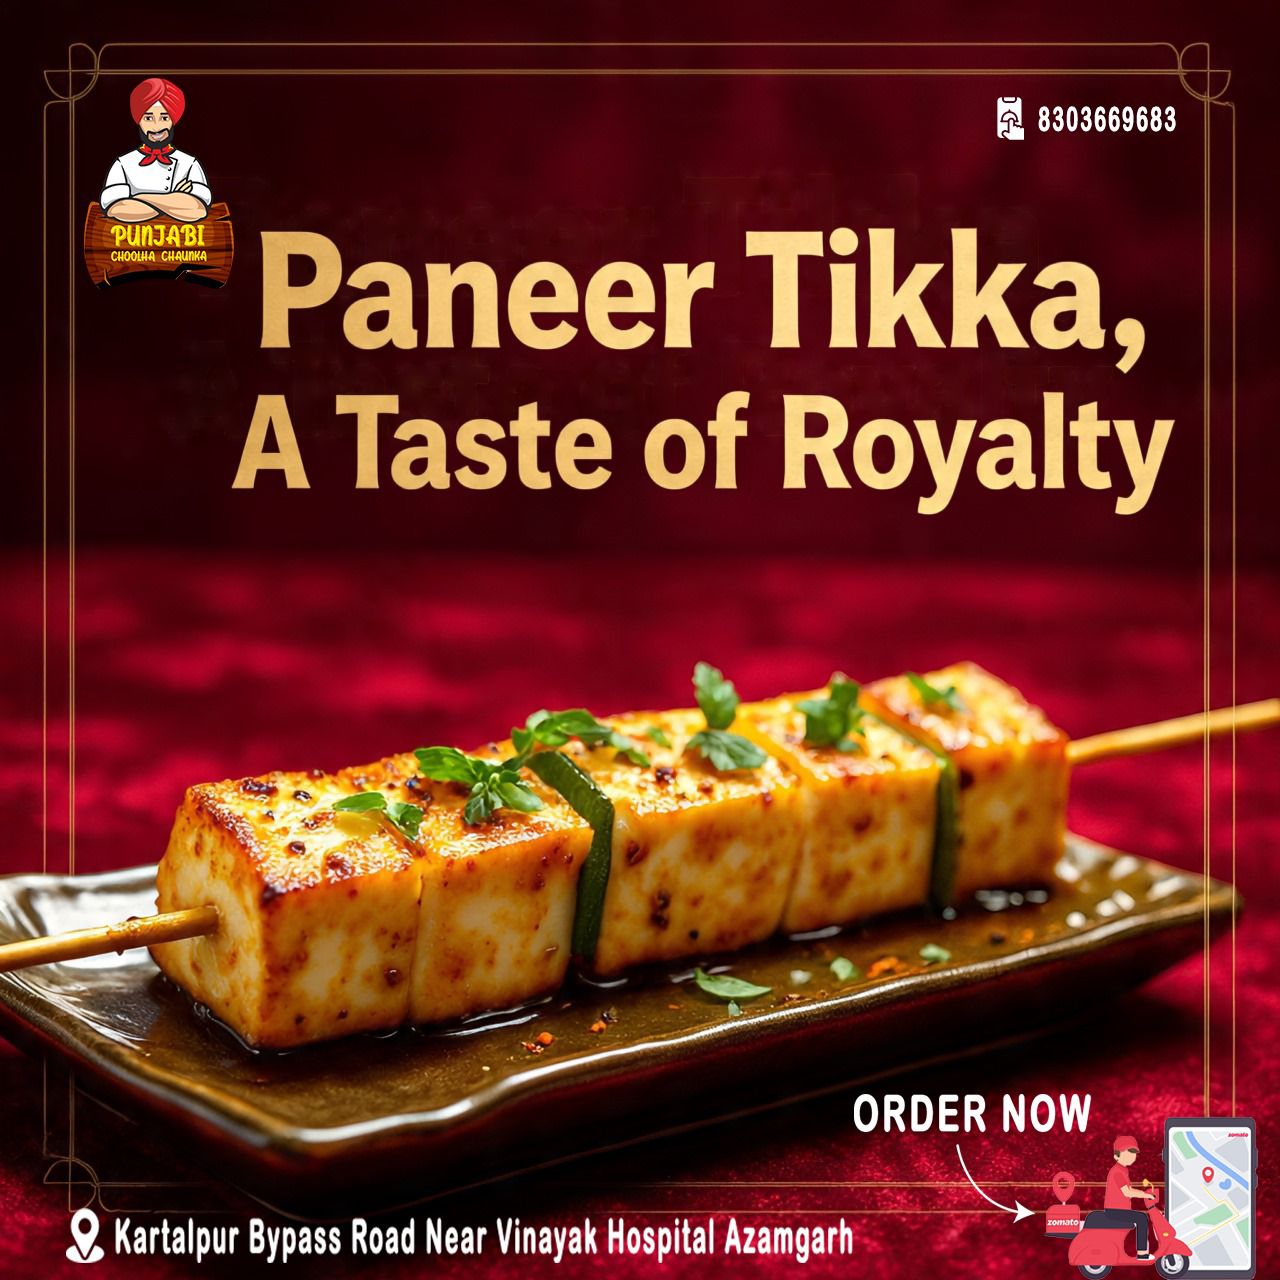 8303669683
PUNJABI
CHOOLHA CHAUNKA
Paneer Tikka,
A Taste of Royalty
ORDER NOW
zomato
zomato
Kartalpur Bypass Road Near Vinayak Hospital Azamgarh